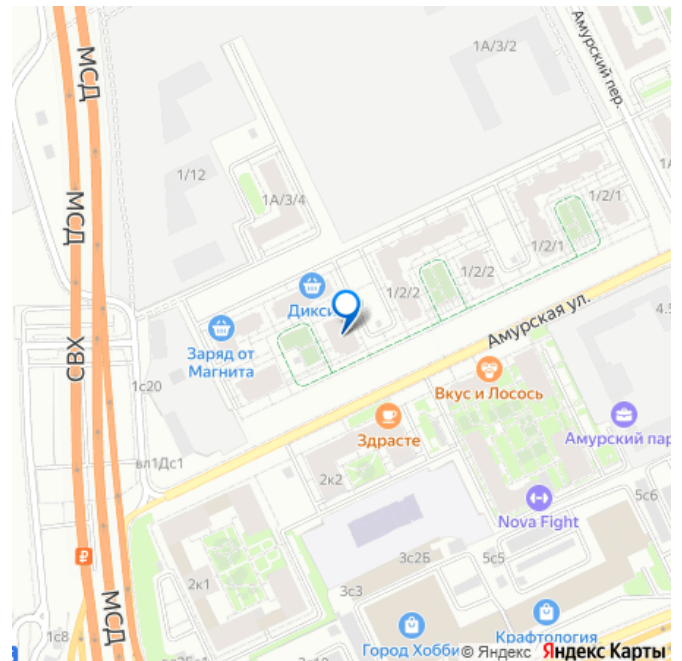 МСД
1А/3/2
Амурский пер.
1/12
1А/3/4
1/2/1
МСД
1/2/1
1/2/2
1/2/2
Дикси
Амурская ул.
СВХ
Заряд от
Магнита
1с20
Вкус и Лосось
Здрасте
Амурский пар
вл1Дс1
2к2
Nova Fight
5с6
3с2Б
5с5
2к1
3с3
МСД
1с8
Город Хобби
Крафтология
© Яндекс Яндекс Карты